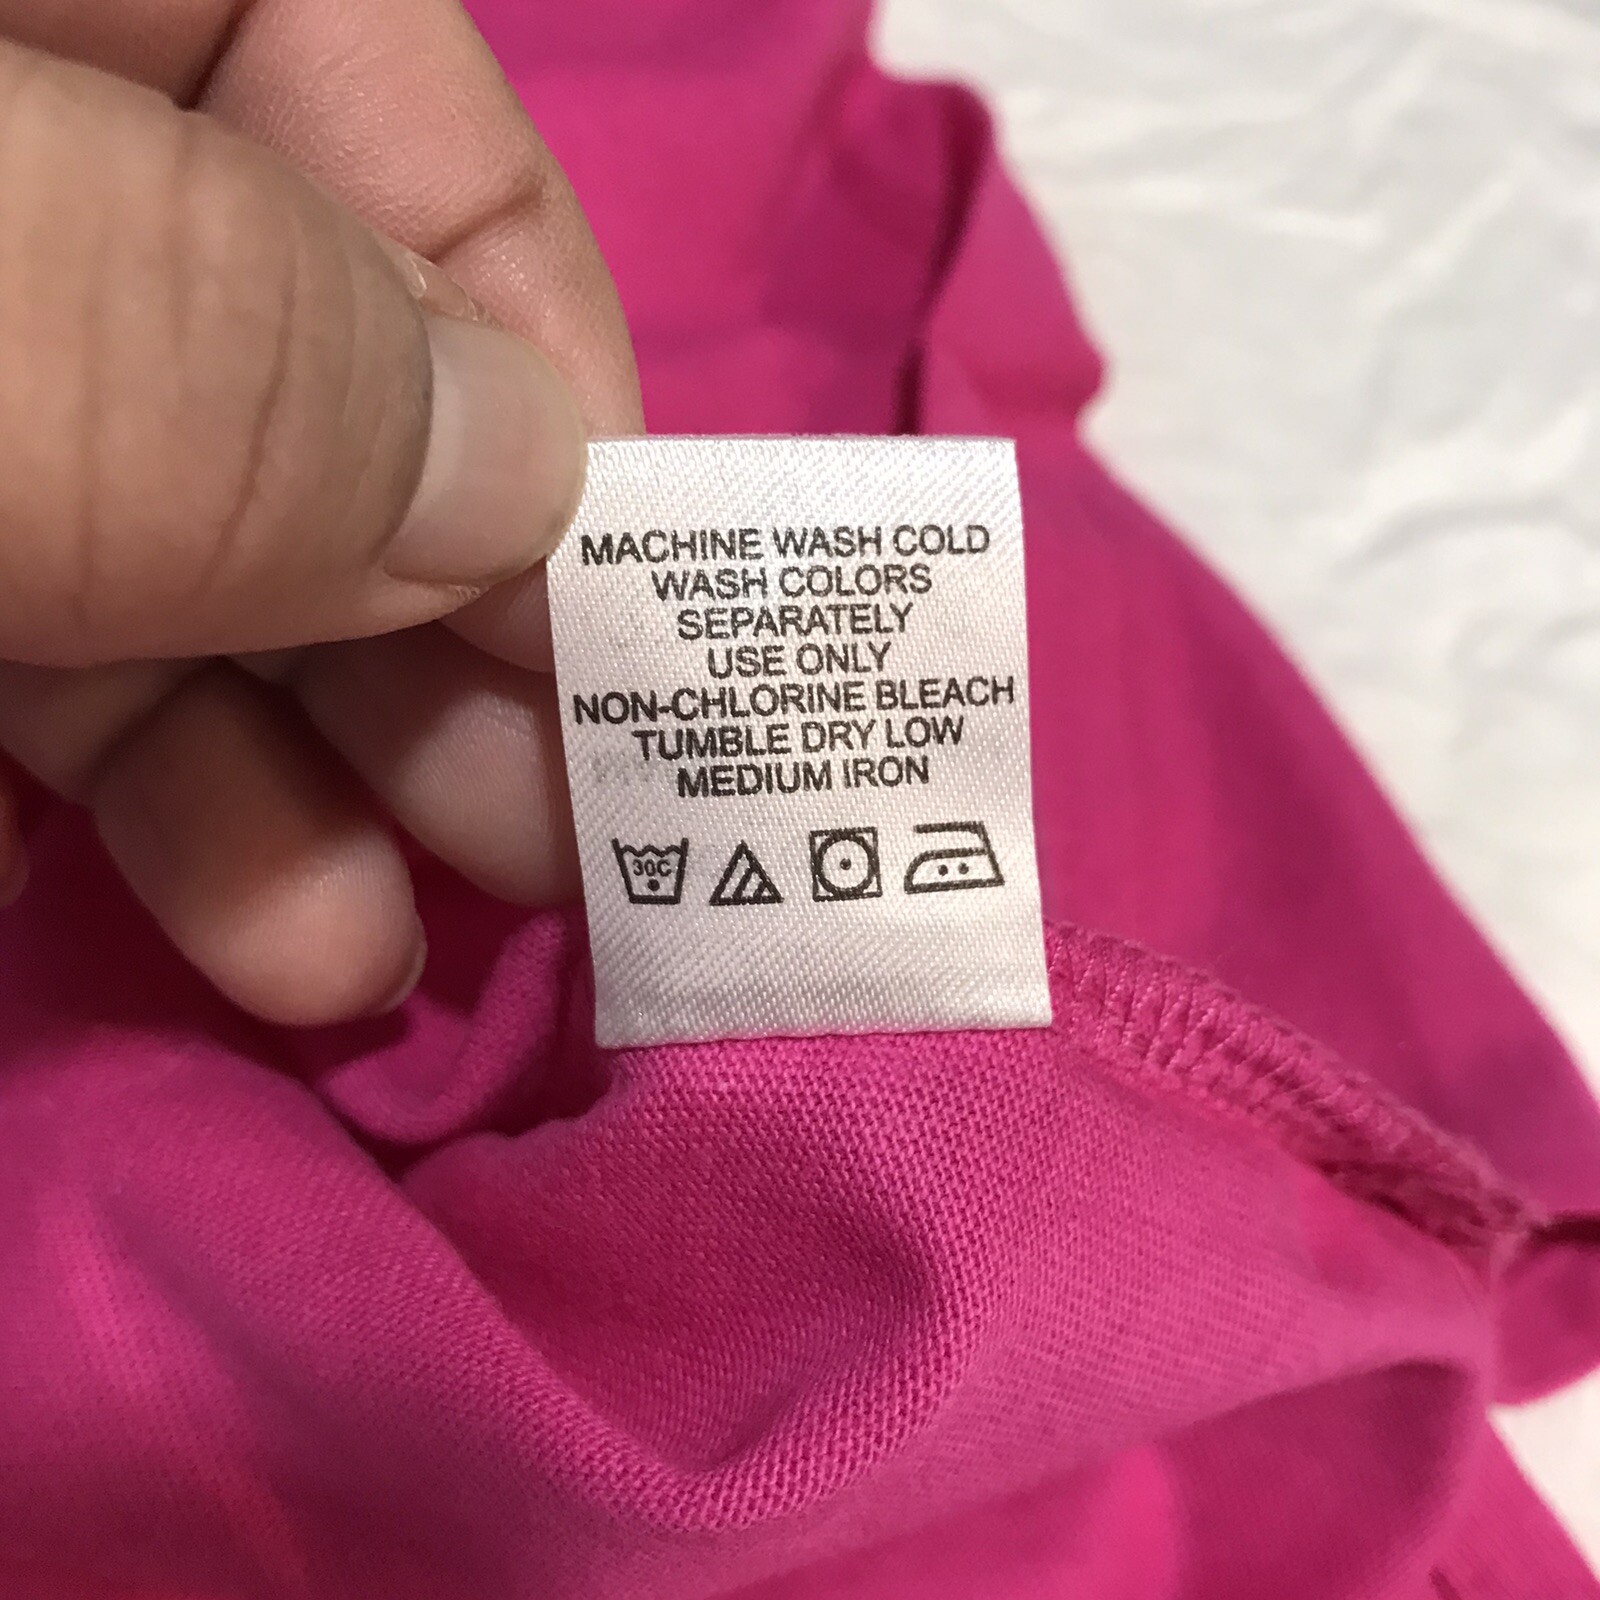 MACHINE WASH COLD
WASH COLORS
SEPARATELY
USE ONLY
NON-CHLORINE BLEACH
TUMBLE DRY LOW
MEDIUM IRON
30C